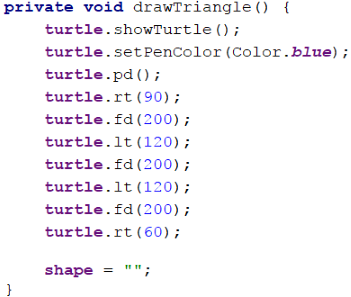 private void drawTriangle() {
    turtle.showTurtle();
    turtle.setPenColor(Color.blue);
    turtle.pd();
    turtle.rt(90);
    turtle.fd(200);
    turtle.lt(120);
    turtle.fd(200);
    turtle.lt(120);
    turtle.fd(200);
    turtle.rt(60);

    shape = "";
}